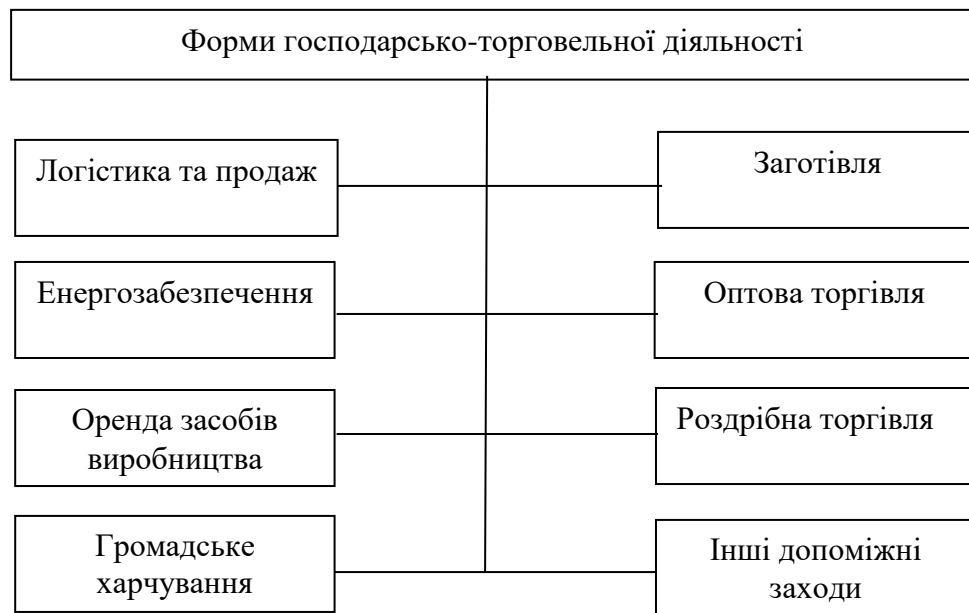 Форми господарсько-торговельної діяльності
Логістика та продаж
Заготівля
Енергозабезпечення
Оптова торгівля
Оренда засобів
виробництва
Роздрібна торгівля
Громадське
харчування
Інші допоміжні
заходи